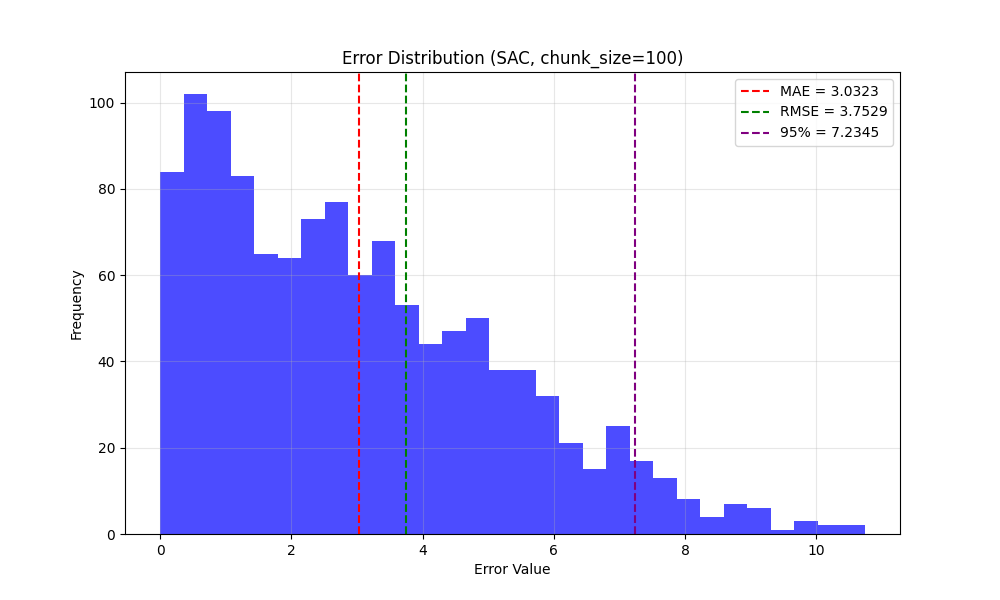 Error Distribution (SAC, chunk_size=100)
MAE = 3.0323
RMSE = 3.7529
95% = 7.2345
Frequency
100
80
60
40
20
0
0 2 4 6 8 10
Error Value